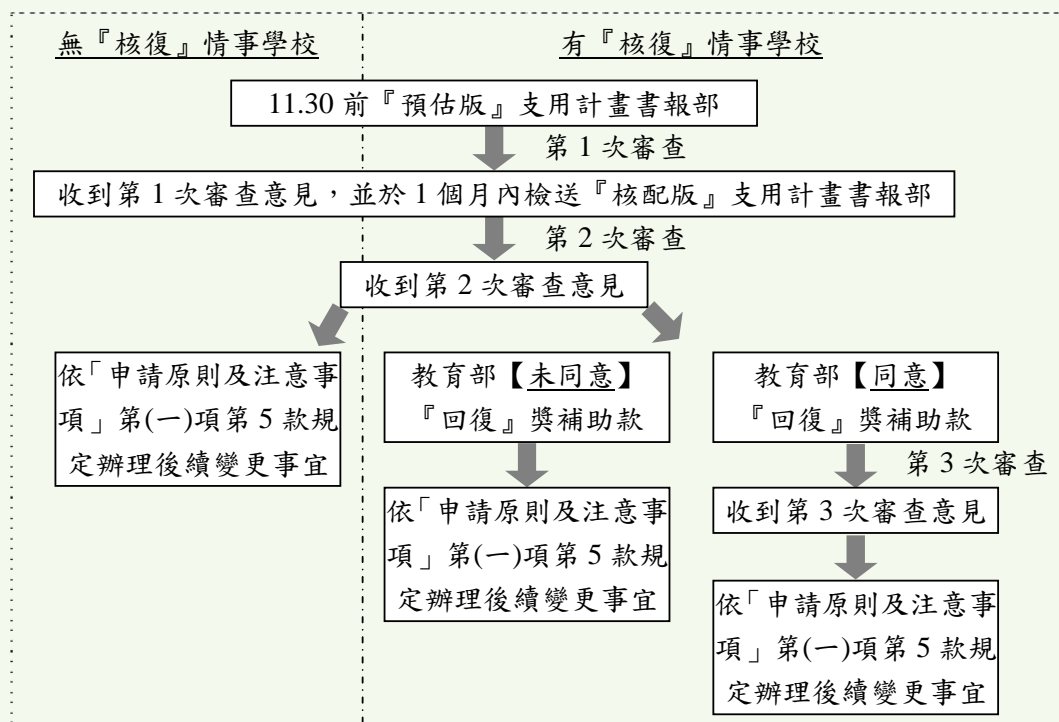 無『核復』情事學校
有『核復』情事學校
11.30 前『預估版』支用計畫書報部
第 1 次審查
收到第 1 次審查意見，並於 1 個月內檢送『核配版』支用計畫書報部
第 2 次審查
收到第 2 次審查意見
依「申請原則及注意事
項」第(一)項第 5 款規
定辦理後續變更事宜
教育部【未同意】
『回復』獎補助款
依「申請原則及注意事
項」第(一)項第 5 款規
定辦理後續變更事宜
教育部【同意】
『回復』獎補助款
第 3 次審查
收到第 3 次審查意見
依「申請原則及注意事
項」第(一)項第 5 款規
定辦理後續變更事宜